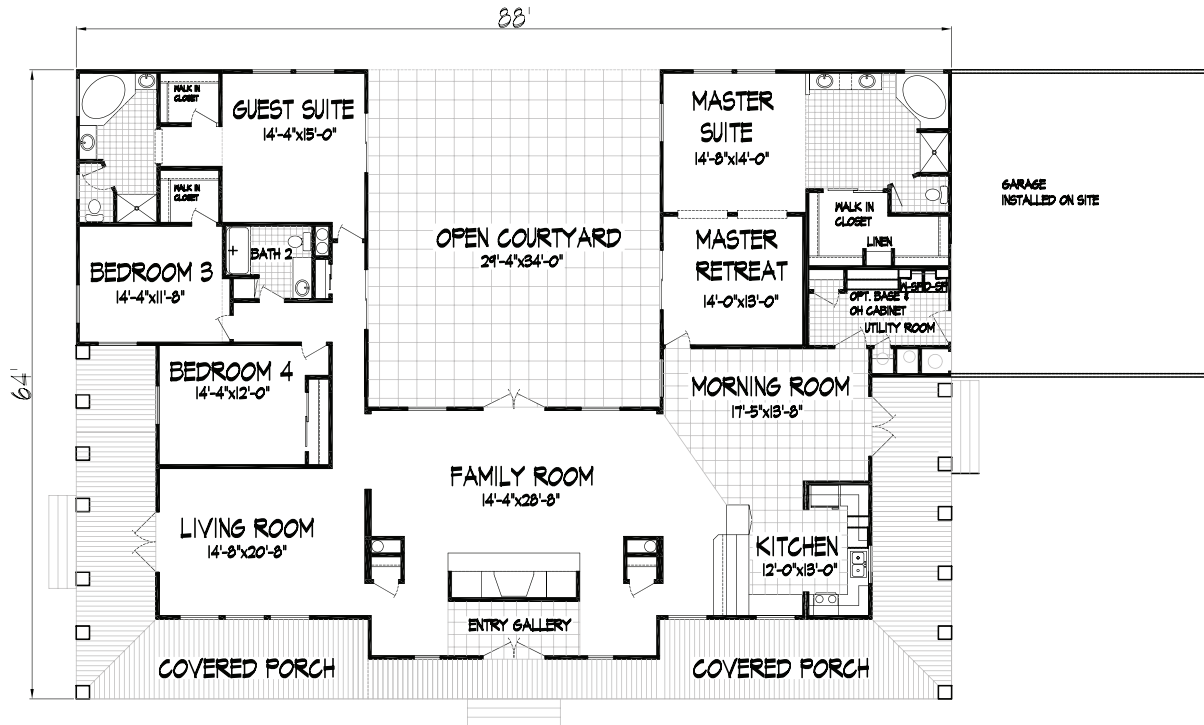 88'
64'
WALK IN
CLOSET
GUEST SUITE
14'-4"x15'-0"
WALK IN
CLOSET
MASTER
SUITE
14'-8"x14'-0"
GARAGE
INSTALLED ON SITE
WALK IN
CLOSET
LINEN
BATH 2
BEDROOM 3
14'-4"x11'-8"
OPEN COURTYARD
29'-4"x34'-0"
MASTER
RETREAT
14'-0"x13'-0"
OPT. BASE &
OH CABINET
UTILITY ROOM
BEDROOM 4
14'-4"x12'-0"
MORNING ROOM
17'-5"x13'-8"
FAMILY ROOM
14'-4"x28'-8"
LIVING ROOM
14'-8"x20'-8"
KITCHEN
12'-0"x13'-0"
ENTRY GALLERY
COVERED PORCH
COVERED PORCH